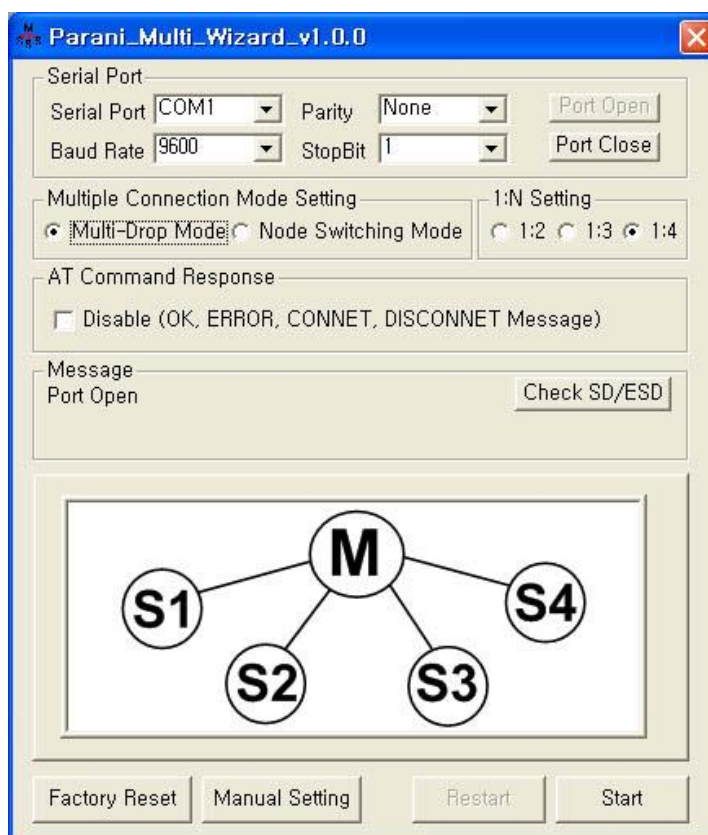 Parani_Multi_Wizard_v1.0.0
Serial Port
Serial Port COM1 Parity None Port Open
Baud Rate 9600 StopBit 1 Port Close
Multiple Connection Mode Setting 1:N Setting
Multi-Drop Mode Node Switching Mode 1:2 1:3 1:4
AT Command Response
Disable (OK, ERROR, CONNET, DISCONNET Message)
Message
Port Open Check SD/ESD
M
S1 S4
S2 S3
Factory Reset Manual Setting Restart Start